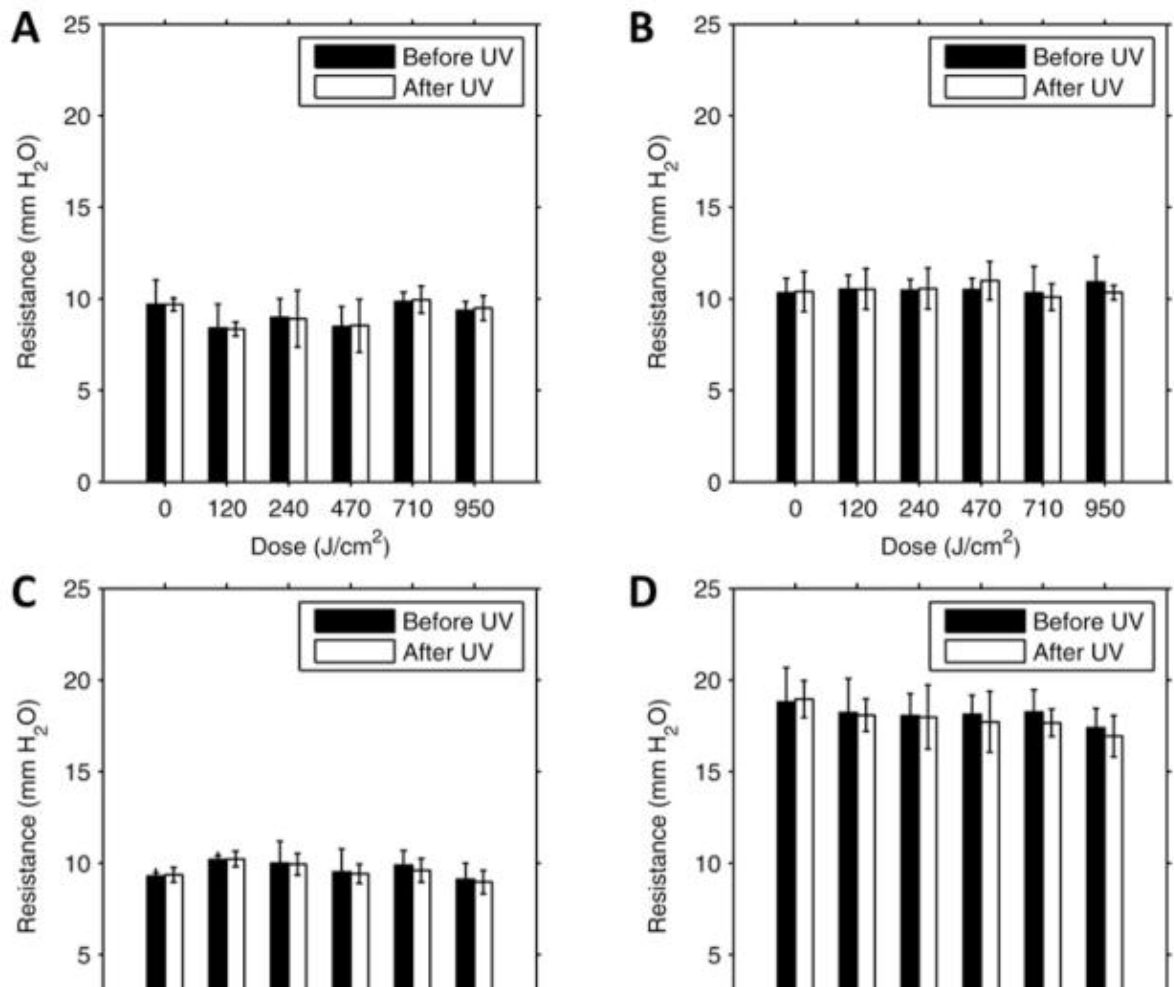 A
25
20
15
10
5
0
Resistance (mm H2O)
Before UV
After UV
0 120 240 470 710 950
Dose (J/cm2)
B
25
20
15
10
5
0
Resistance (mm H2O)
Before UV
After UV
0 120 240 470 710 950
Dose (J/cm2)
C
25
20
15
10
5
Resistance (mm H2O)
Before UV
After UV
D
25
20
15
10
5
Resistance (mm H2O)
Before UV
After UV